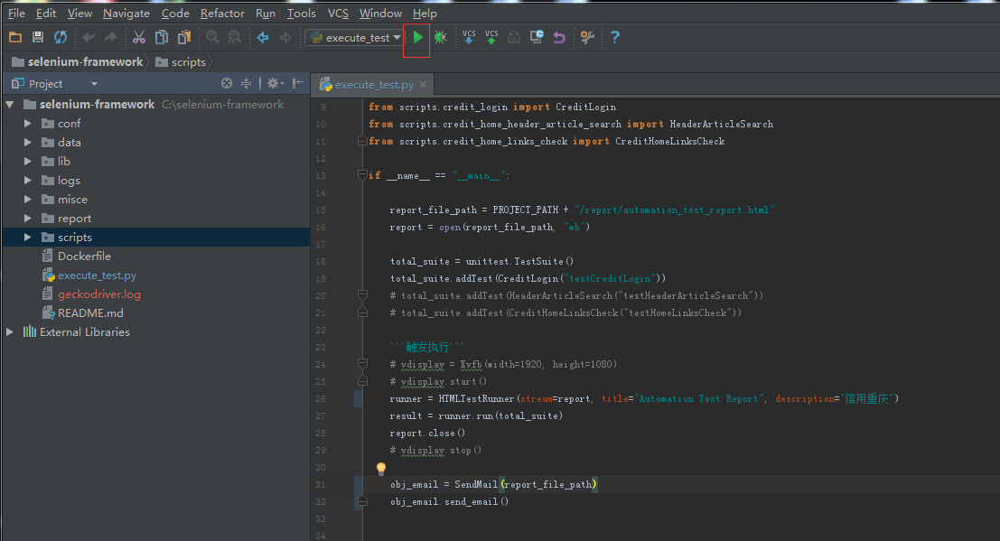 File Edit View Navigate Code Refactor Run Tools VCS Window Help
execute_test VCS VCS ?
selenium-framework scripts
Project
execute_test.py
selenium-framework C:\selenium-framework
conf
data
lib
logs
misce
report
scripts
Dockerfile
execute_test.py
geckodriver.log
README.md
External Libraries
9 from scripts.credit_login import CreditLogin
10 from scripts.credit_home_header_article_search import HeaderArticleSearch
11 from scripts.credit_home_links_check import CreditHomeLinksCheck
12
13 if __name__ == "__main__":
14
15 report_file_path = PROJECT_PATH + "/report/automation_test_report.html"
16 report = open(report_file_path, "wb")
17
18 total_suite = unittest.TestSuite()
19 total_suite.addTest(CreditLogin("testCreditLogin"))
20 # total_suite.addTest(HeaderArticleSearch("testHeaderArticleSearch"))
21 # total_suite.addTest(CreditHomeLinksCheck("testHomeLinksCheck"))
22
23 '''触发执行'''
24 # vdisplay = Xvfb(width=1920, height=1080)
25 # vdisplay.start()
26 runner = HTMLTestRunner(stream=report, title="Automation Test Report", description="信用重庆")
27 result = runner.run(total_suite)
28 report.close()
29 # vdisplay.stop()
30
31 obj_email = SendMail(report_file_path)
32 obj_email.send_email()
33
34